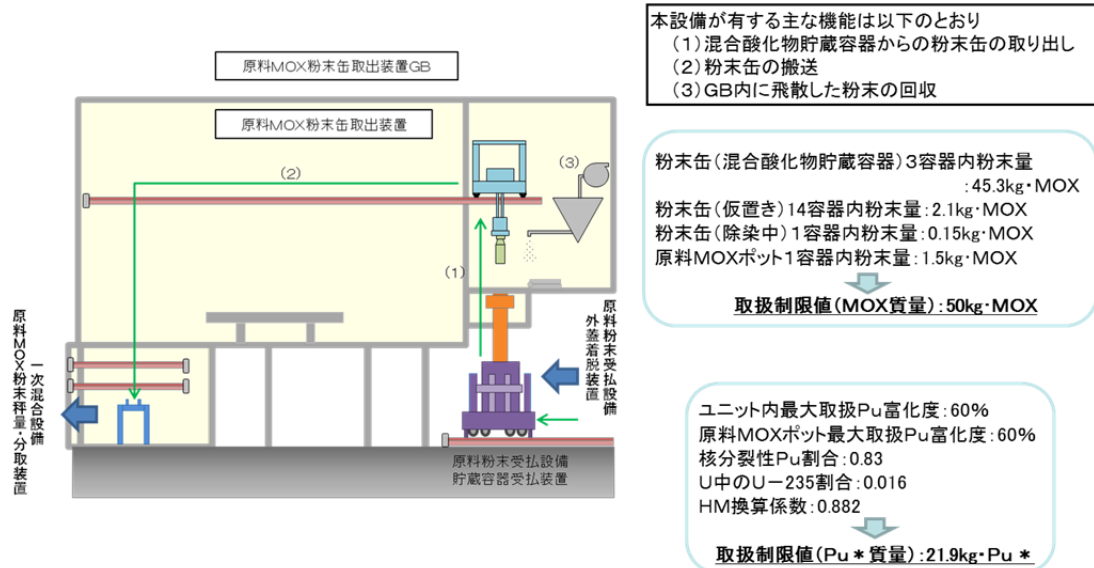 原料MOX粉末缶取出装置GB
原料MOX粉末缶取出装置
(2)
(3)
(1)
原料粉末受払設備
外蓋着脱装置
一次混合設備
原料MOX粉末秤量・分取装置
原料粉末受払設備
貯蔵容器受払装置
本設備が有する主な機能は以下のとおり
(1)混合酸化物貯蔵容器からの粉末缶の取り出し
(2)粉末缶の搬送
(3)GB内に飛散した粉末の回収
粉末缶(混合酸化物貯蔵容器)3容器内粉末量
:45.3kg・MOX
粉末缶(仮置き)14容器内粉末量:2.1kg・MOX
粉末缶(除染中)1容器内粉末量:0.15kg・MOX
原料MOXポット1容器内粉末量:1.5kg・MOX
取扱制限値(MOX質量):50kg・MOX
ユニット内最大取扱Pu富化度:60%
原料MOXポット最大取扱Pu富化度:60%
核分裂性Pu割合:0.83
U中のU-235割合:0.016
HM換算係数:0.882
取扱制限値(Pu*質量):21.9kg・Pu*